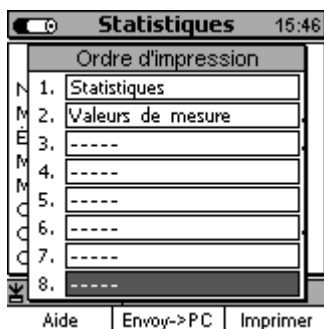 Statistiques 15:46
Ordre d'impression
1. Statistiques
2. Valeurs de mesure
3. -----
4. -----
5. -----
6. -----
7. -----
8. -----
Aide Envoy->PC Imprimer